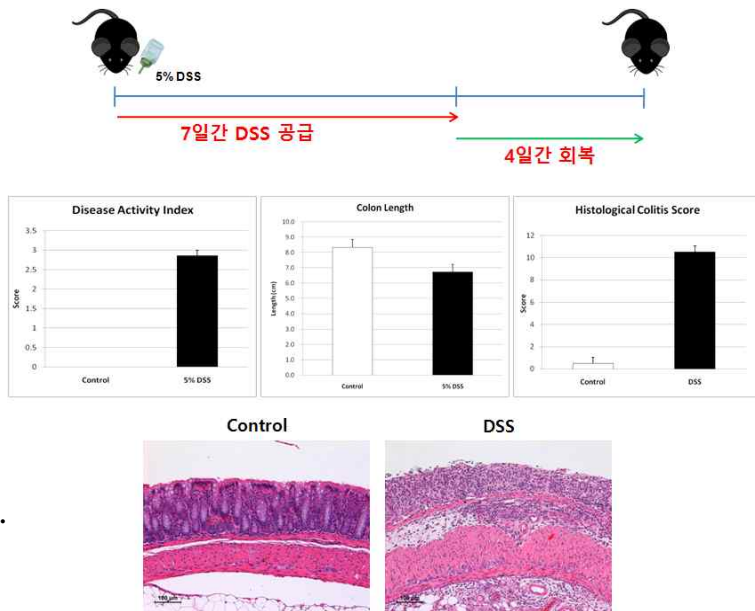 5% DSS
7일간 DSS 공급
4일간 회복
Disease Activity Index
3.5
3
2.5
2
1.5
1
0.5
0
Score
Control
5% DSS
Colon Length
10.0
9.0
8.0
7.0
6.0
5.0
4.0
3.0
2.0
1.0
0.0
Length (cm)
Control
5% DSS
Histological Colitis Score
12
10
8
6
4
2
0
Score
Control
DSS
Control
DSS
100 μm
100 μm